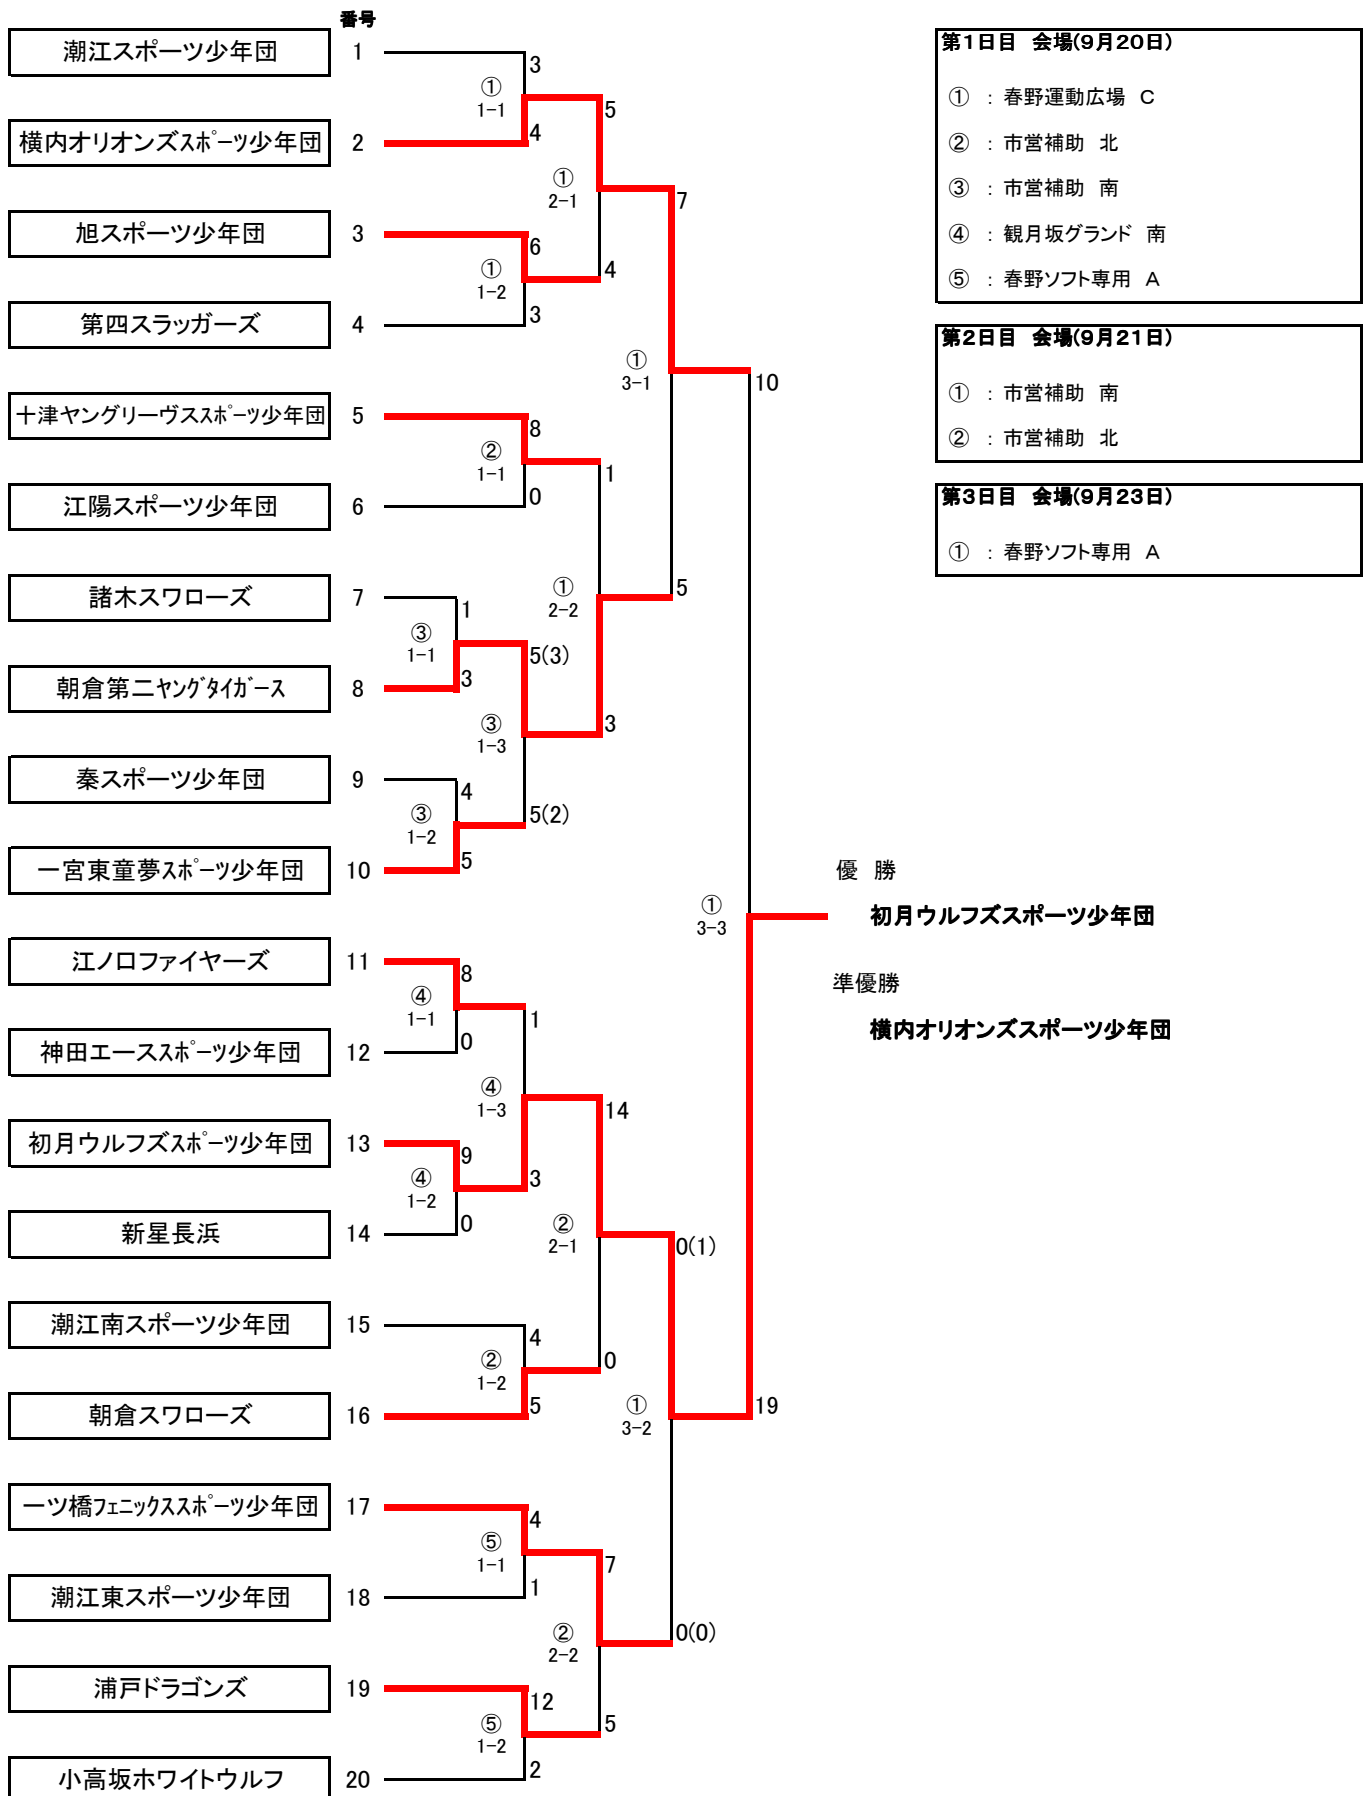 番号
潮江スポーツ少年団 1
3
①
1-1
5
横内オリオンズスポーツ少年団 2
4
①
2-1
7
旭スポーツ少年団 3
6
①
1-2
4
第四スラッガーズ 4
3
①
3-1
10
十津ヤングリーヴススポーツ少年団 5
8
②
1-1
1
江陽スポーツ少年団 6
0
①
2-2
5
諸木スワローズ 7
1
③
1-1
5(3)
朝倉第二ヤングタイガース 8
3
③
1-3
3
秦スポーツ少年団 9
4
③
1-2
5(2)
一宮東童夢スポーツ少年団 10
5
①
3-3
江ノ口ファイヤーズ 11
8
④
1-1
1
神田エーススポーツ少年団 12
0
④
1-3
14
初月ウルフズスポーツ少年団 13
9
④
1-2
3
新星長浜 14
0
②
2-1
0(1)
潮江南スポーツ少年団 15
4
②
1-2
0
朝倉スワローズ 16
5
①
3-2
19
一ツ橋フェニックススポーツ少年団 17
4
⑤
1-1
7
潮江東スポーツ少年団 18
1
②
2-2
0(0)
浦戸ドラゴンズ 19
12
⑤
1-2
5
小高坂ホワイトウルフ 20
2
第1日目 会場(9月20日)
① : 春野運動広場 C
② : 市営補助 北
③ : 市営補助 南
④ : 観月坂グランド 南
⑤ : 春野ソフト専用 A
第2日目 会場(9月21日)
① : 市営補助 南
② : 市営補助 北
第3日目 会場(9月23日)
① : 春野ソフト専用 A
優 勝
初月ウルフズスポーツ少年団
準優勝
横内オリオンズスポーツ少年団